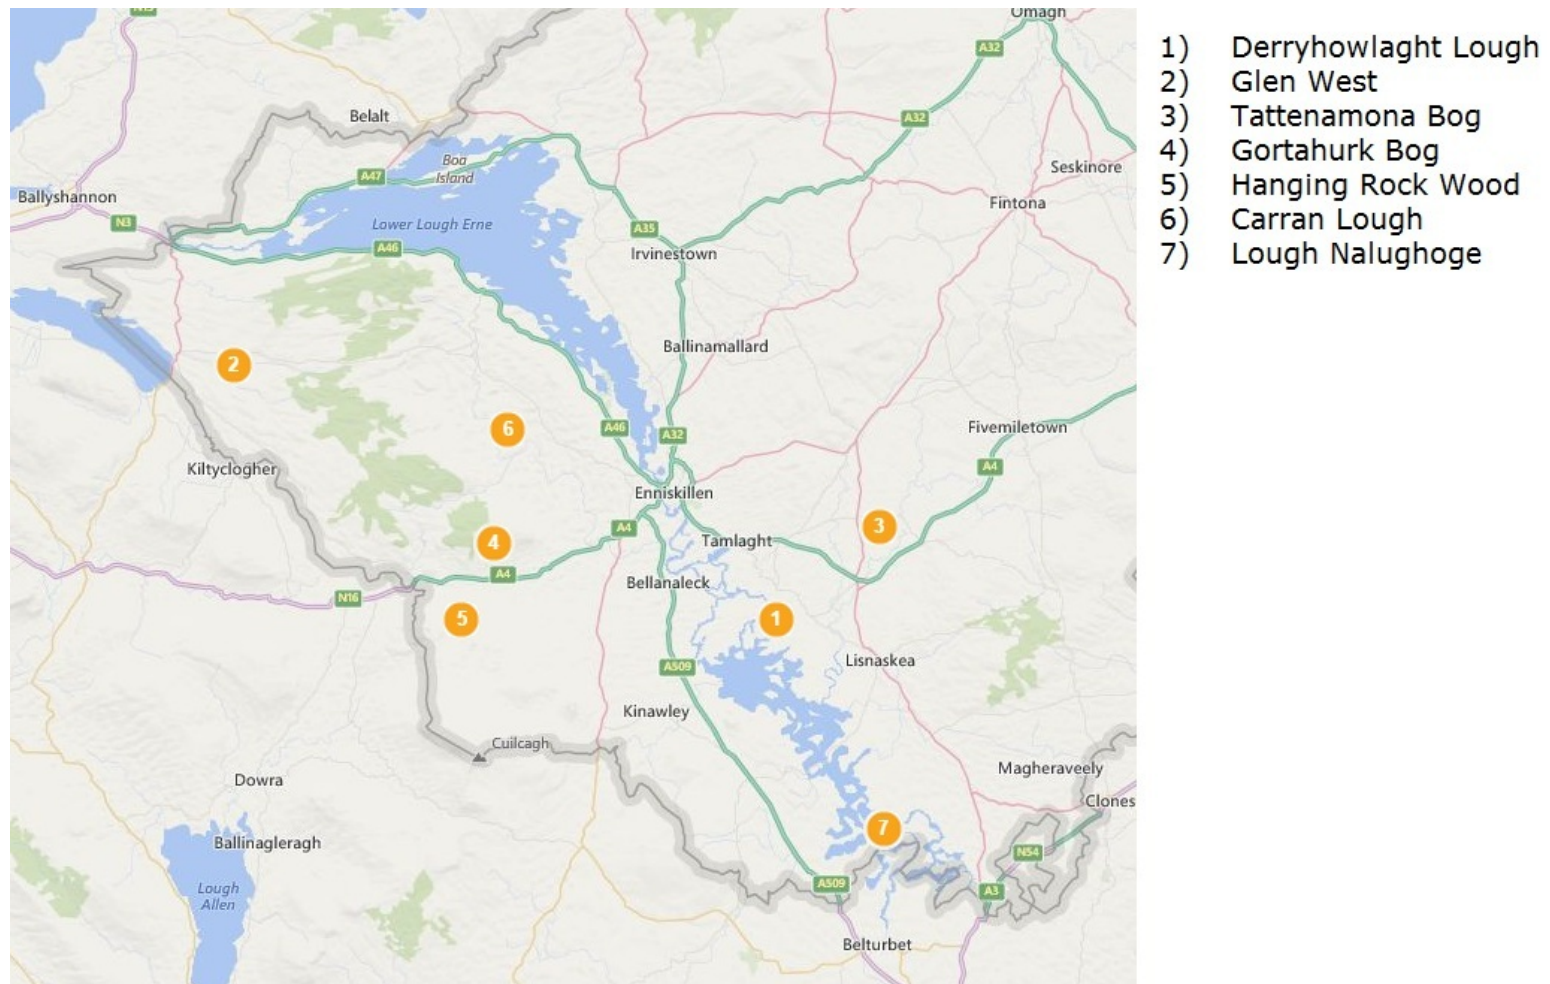 N15
Omagh
A32
Belalt
A32
Boa
Island
Seskinore
A47
Ballyshannon
Fintona
N3
Lower Lough Erne
A35
A46
Irvinestown
Ballinamallard
2
6
A46
A32
Fivemiletown
Kiltyclogher
A4
Enniskillen
3
A4
4
Tamlaght
A4
Bellanaleck
N16
5
1
Lisnaskea
A509
Kinawley
Cuilcagh
Magheraveely
Dowra
Clones
7
Ballinagleragh
N54
Lough
Allen
A509
A3
Belturbet
1) Derryhowlaght Lough
2) Glen West
3) Tattenamona Bog
4) Gortahurk Bog
5) Hanging Rock Wood
6) Carran Lough
7) Lough Nalughoge